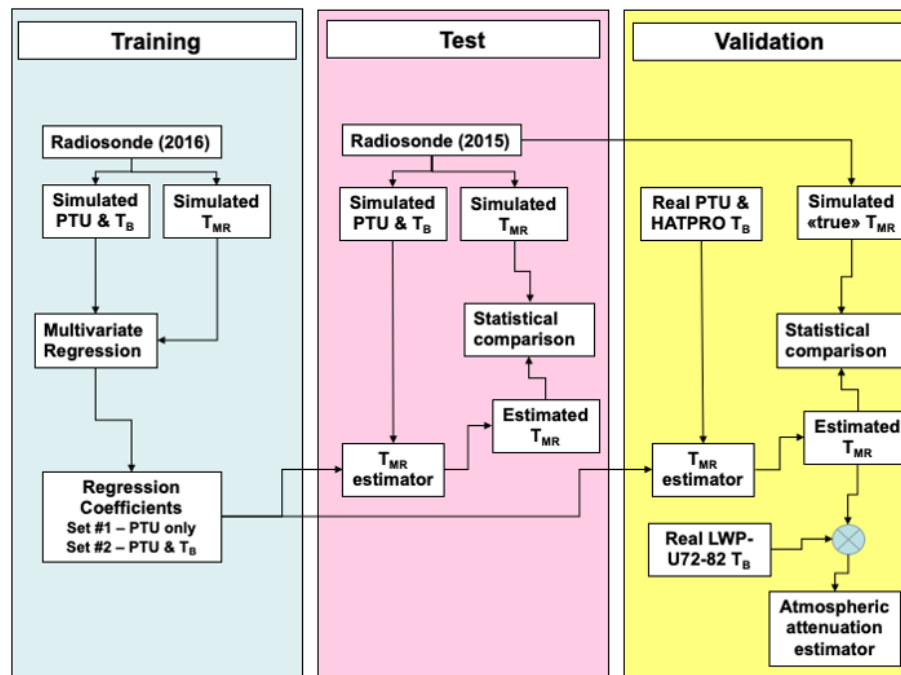 Training
Radiosonde (2016)
Simulated
PTU & TB
Simulated
TMR
Multivariate
Regression
Regression
Coefficients
Set #1 – PTU only
Set #2 – PTU & TB
Test
Radiosonde (2015)
Simulated
PTU & TB
Simulated
TMR
Statistical
comparison
Estimated
TMR
TMR
estimator
Validation
Real PTU &
HATPRO TB
Simulated
«true» TMR
Statistical
comparison
Estimated
TMR
TMR
estimator
Real LWP-
U72-82 TB
Atmospheric
attenuation
estimator